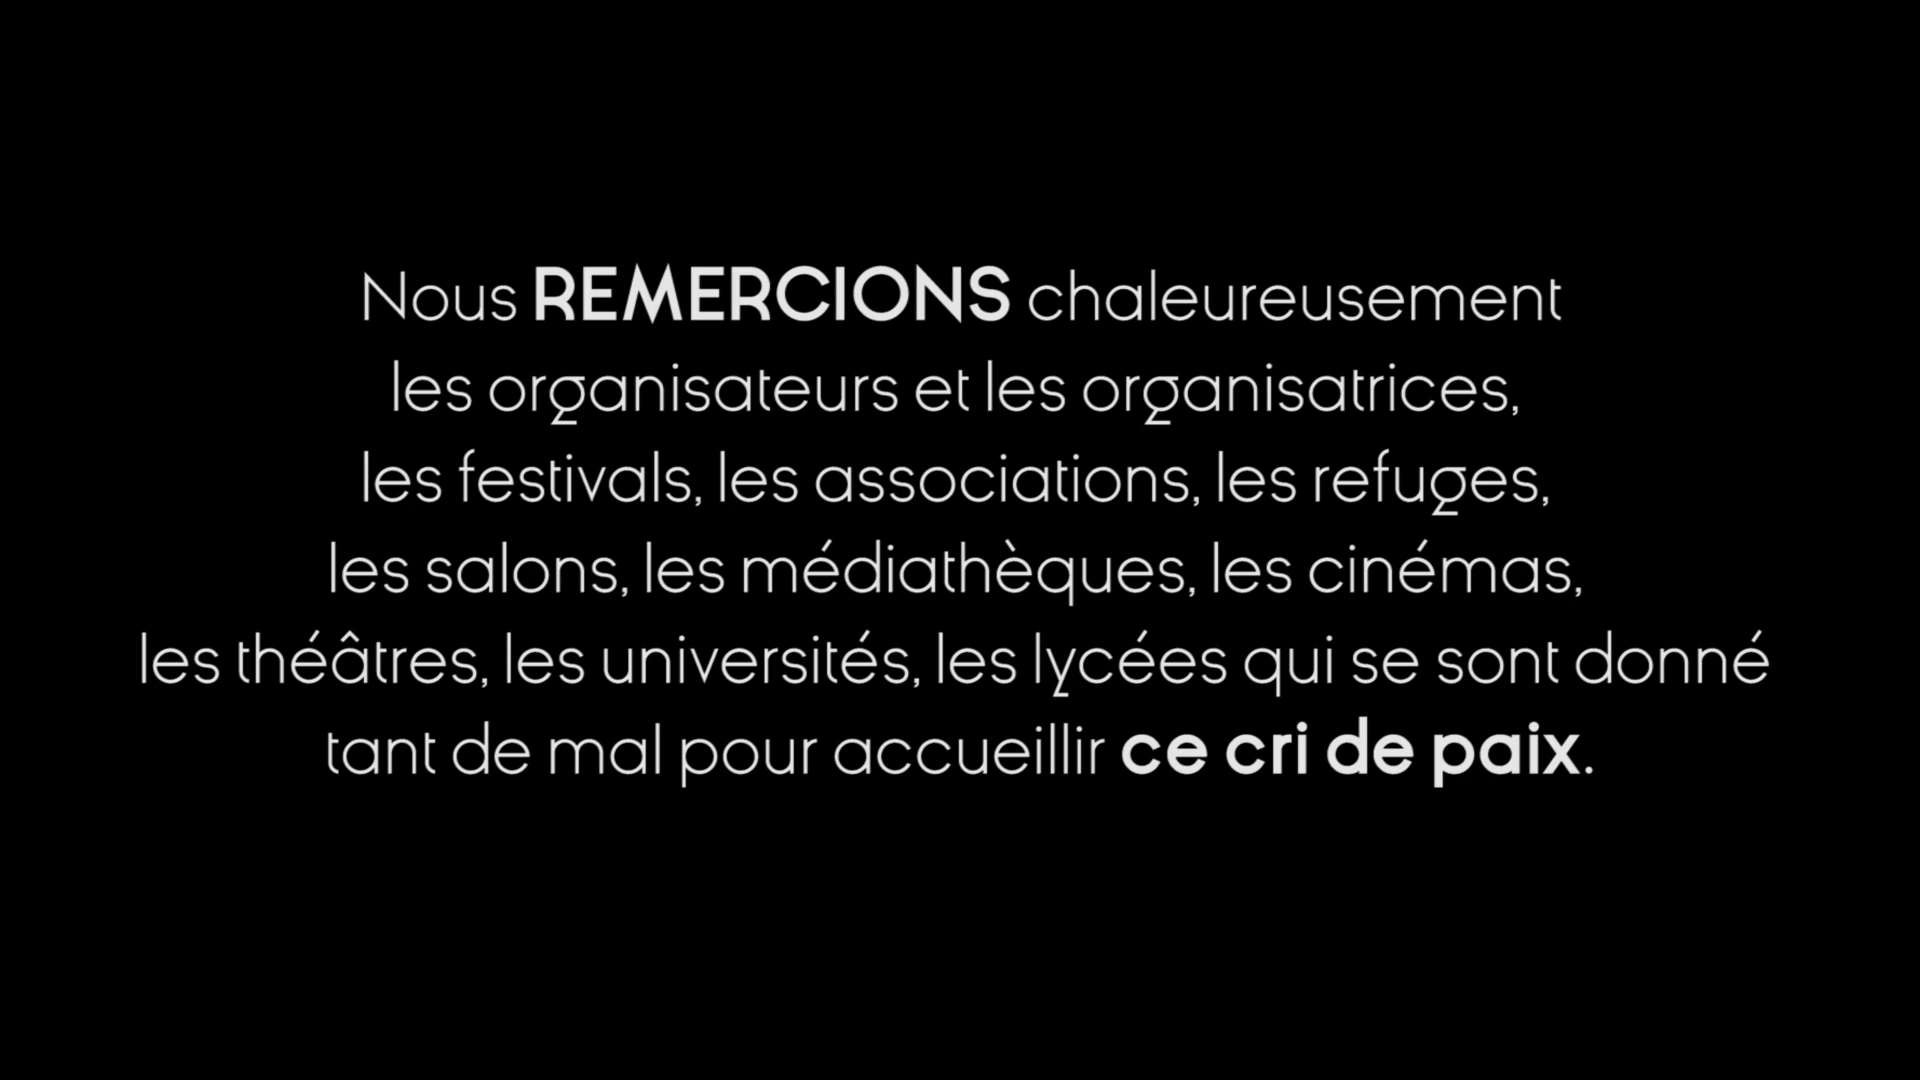 Nous REMERCIONS chaleureusement
les organisateurs et les organisatrices,
les festivals, les associations, les refuges,
les salons, les médiathèques, les cinémas,
les théâtres, les universités, les lycées qui se sont donné
tant de mal pour accueillir ce cri de paix.